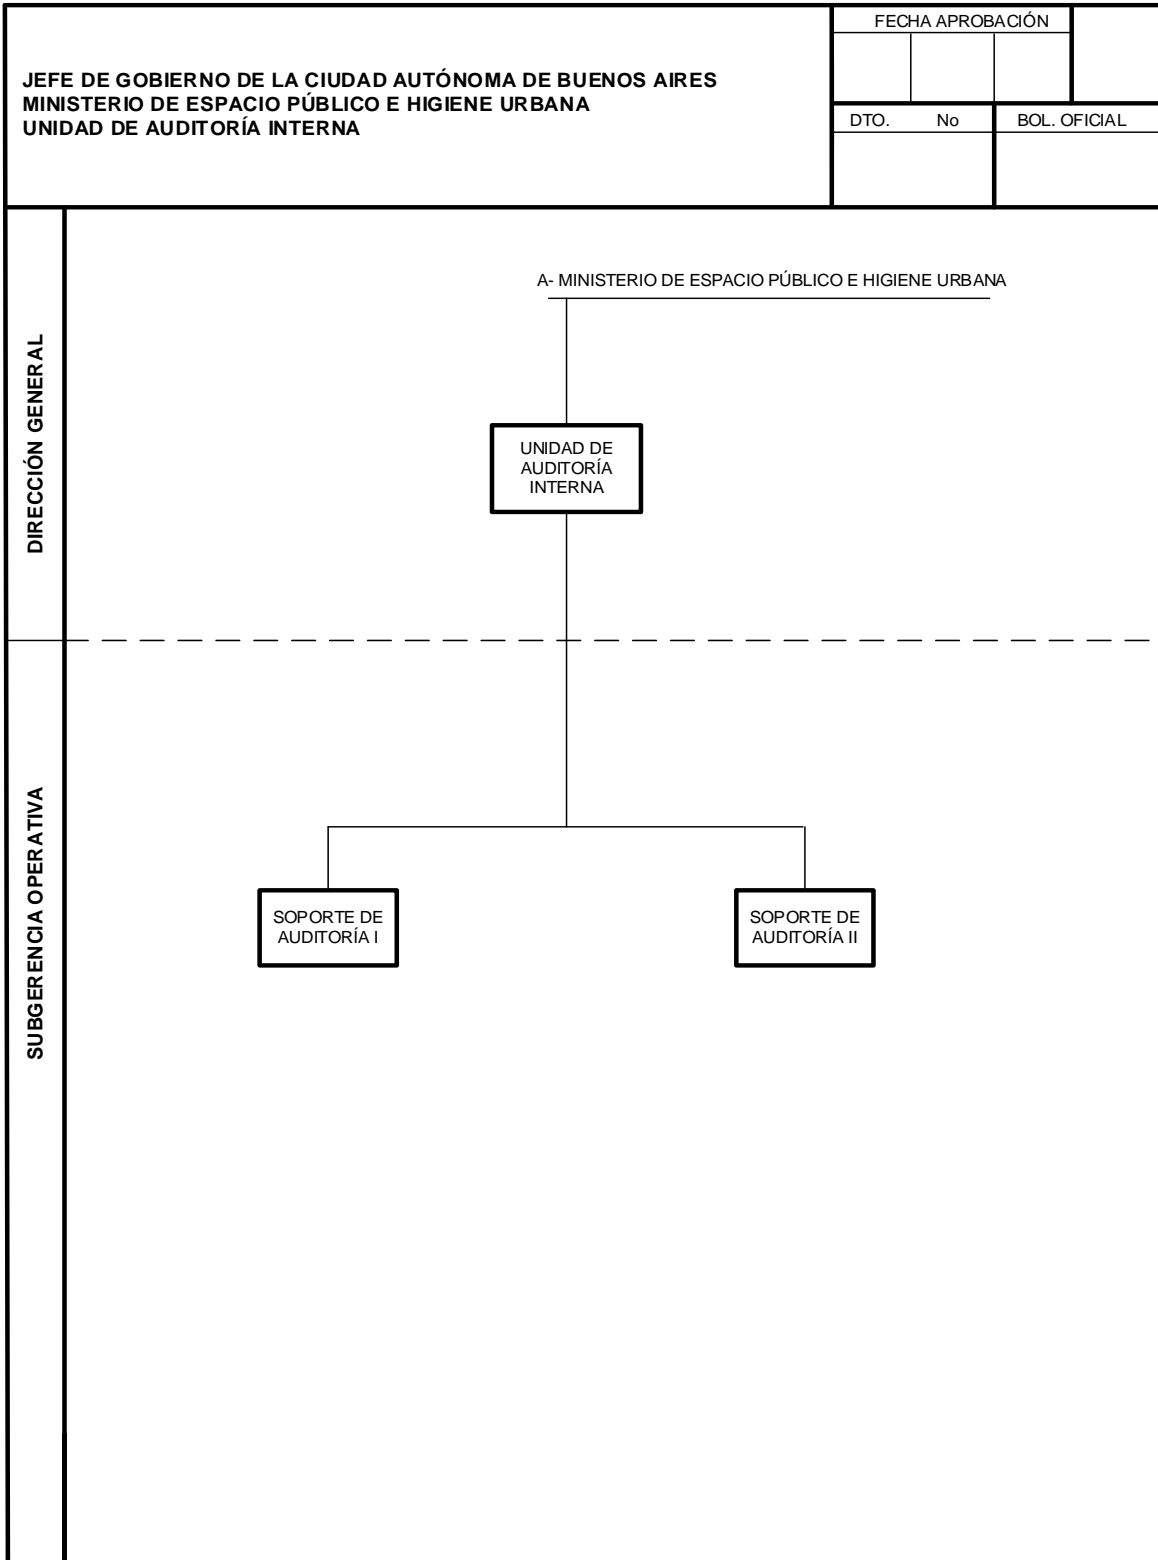 JEFE DE GOBIERNO DE LA CIUDAD AUTÓNOMA DE BUENOS AIRES
MINISTERIO DE ESPACIO PÚBLICO E HIGIENE URBANA
UNIDAD DE AUDITORÍA INTERNA
FECHA APROBACIÓN
DTO. No
BOL. OFICIAL
DIRECCIÓN GENERAL
A- MINISTERIO DE ESPACIO PÚBLICO E HIGIENE URBANA
UNIDAD DE
AUDITORÍA
INTERNA
SUBGERENCIA OPERATIVA
SOPORTE DE
AUDITORÍA I
SOPORTE DE
AUDITORÍA II